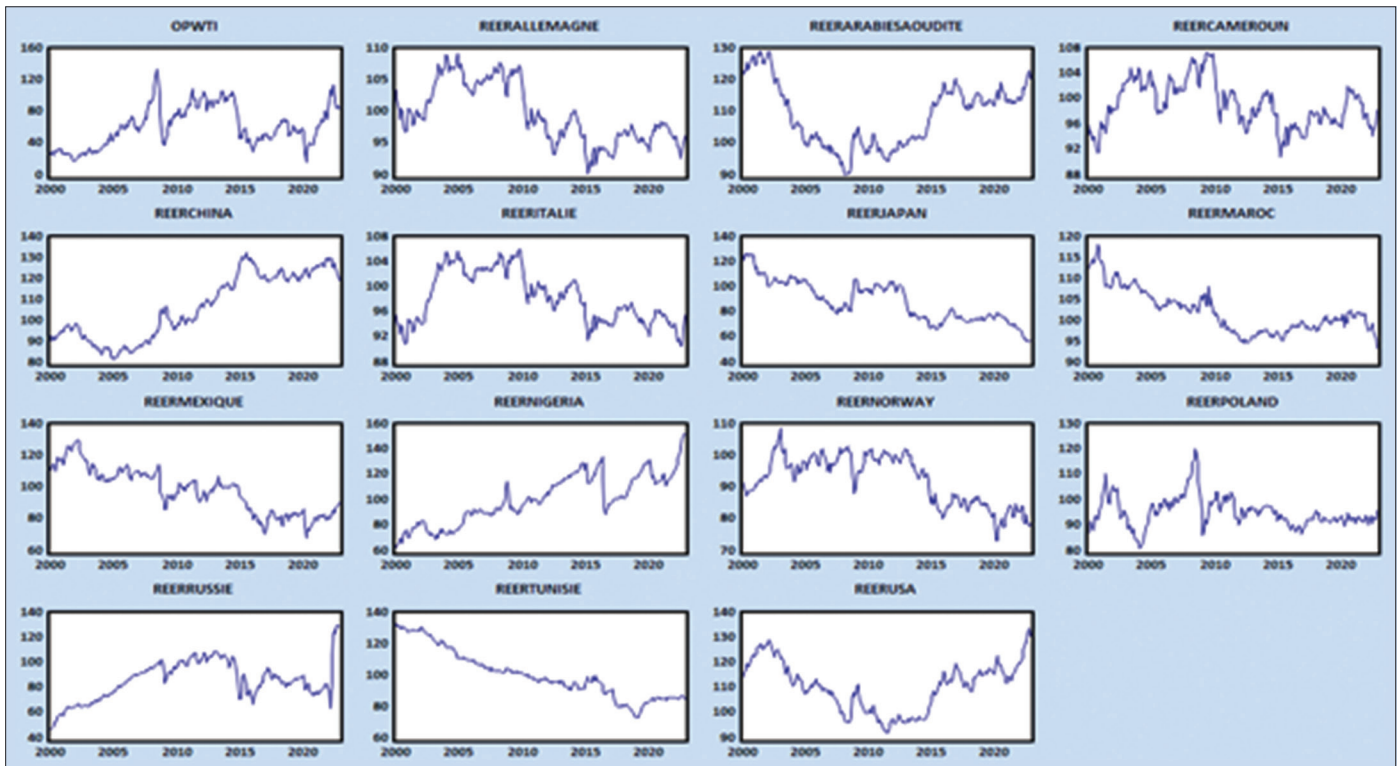 OPWTI REERALLEMAGNE REERARABIESAOUDITE REERCAMEROUN
160 110 130 108
120 105 120 104
80 100 110 100
96
40 95 100 92
0 90 90 88
2000 2005 2010 2015 2020 2000 2005 2010 2015 2020 2000 2005 2010 2015 2020 2000 2005 2010 2015 2020
REERCHINA REERITALIE REERJAPAN REERMAROC
140 108 140 120
130 104 120 115
120 100 100 110
110 105
100 96 80 100
90 92 60 95
80 88 40 90
2000 2005 2010 2015 2020 2000 2005 2010 2015 2020 2000 2005 2010 2015 2020 2000 2005 2010 2015 2020
REERMEXIQUE REERNIGERIA REERNORWAY REERPOLAND
140 160 110 130
120 140 100 120
100 120 90 110
100 100
80 80 80 90
60 60 70 80
2000 2005 2010 2015 2020 2000 2005 2010 2015 2020 2000 2005 2010 2015 2020 2000 2005 2010 2015 2020
REERRUSSIE REERTUNISIE REERUSA
140 140 140
120 120 130
100 100 120
80 110
60 80 100
40 60 90
2000 2005 2010 2015 2020 2000 2005 2010 2015 2020 2000 2005 2010 2015 2020